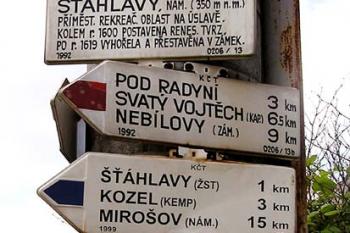 ŠŤÁHLAVY, NÁM. (350 m n. m.)
PŘÍMĚST. REKREAČ. OBLAST NA ÚSLAVĚ.
KOLEM r. 1600 POSTAVENA RENES. TVRZ.
PO r. 1619 VYHOŘELA A PŘESTAVĚNA V ZÁMEK.
1992 0206/13
KČT
POD RADYNÍ 3 km
SVATÝ VOJTĚCH (KAP.) 6,5 km
NEBÍLOVY (ZÁM.) 9 km
1992 0206/13b
KČT
ŠŤÁHLAVY (ŽST) 1 km
KOZEL (KEMP) 3 km
MIROŠOV (NÁM.) 15 km
1999